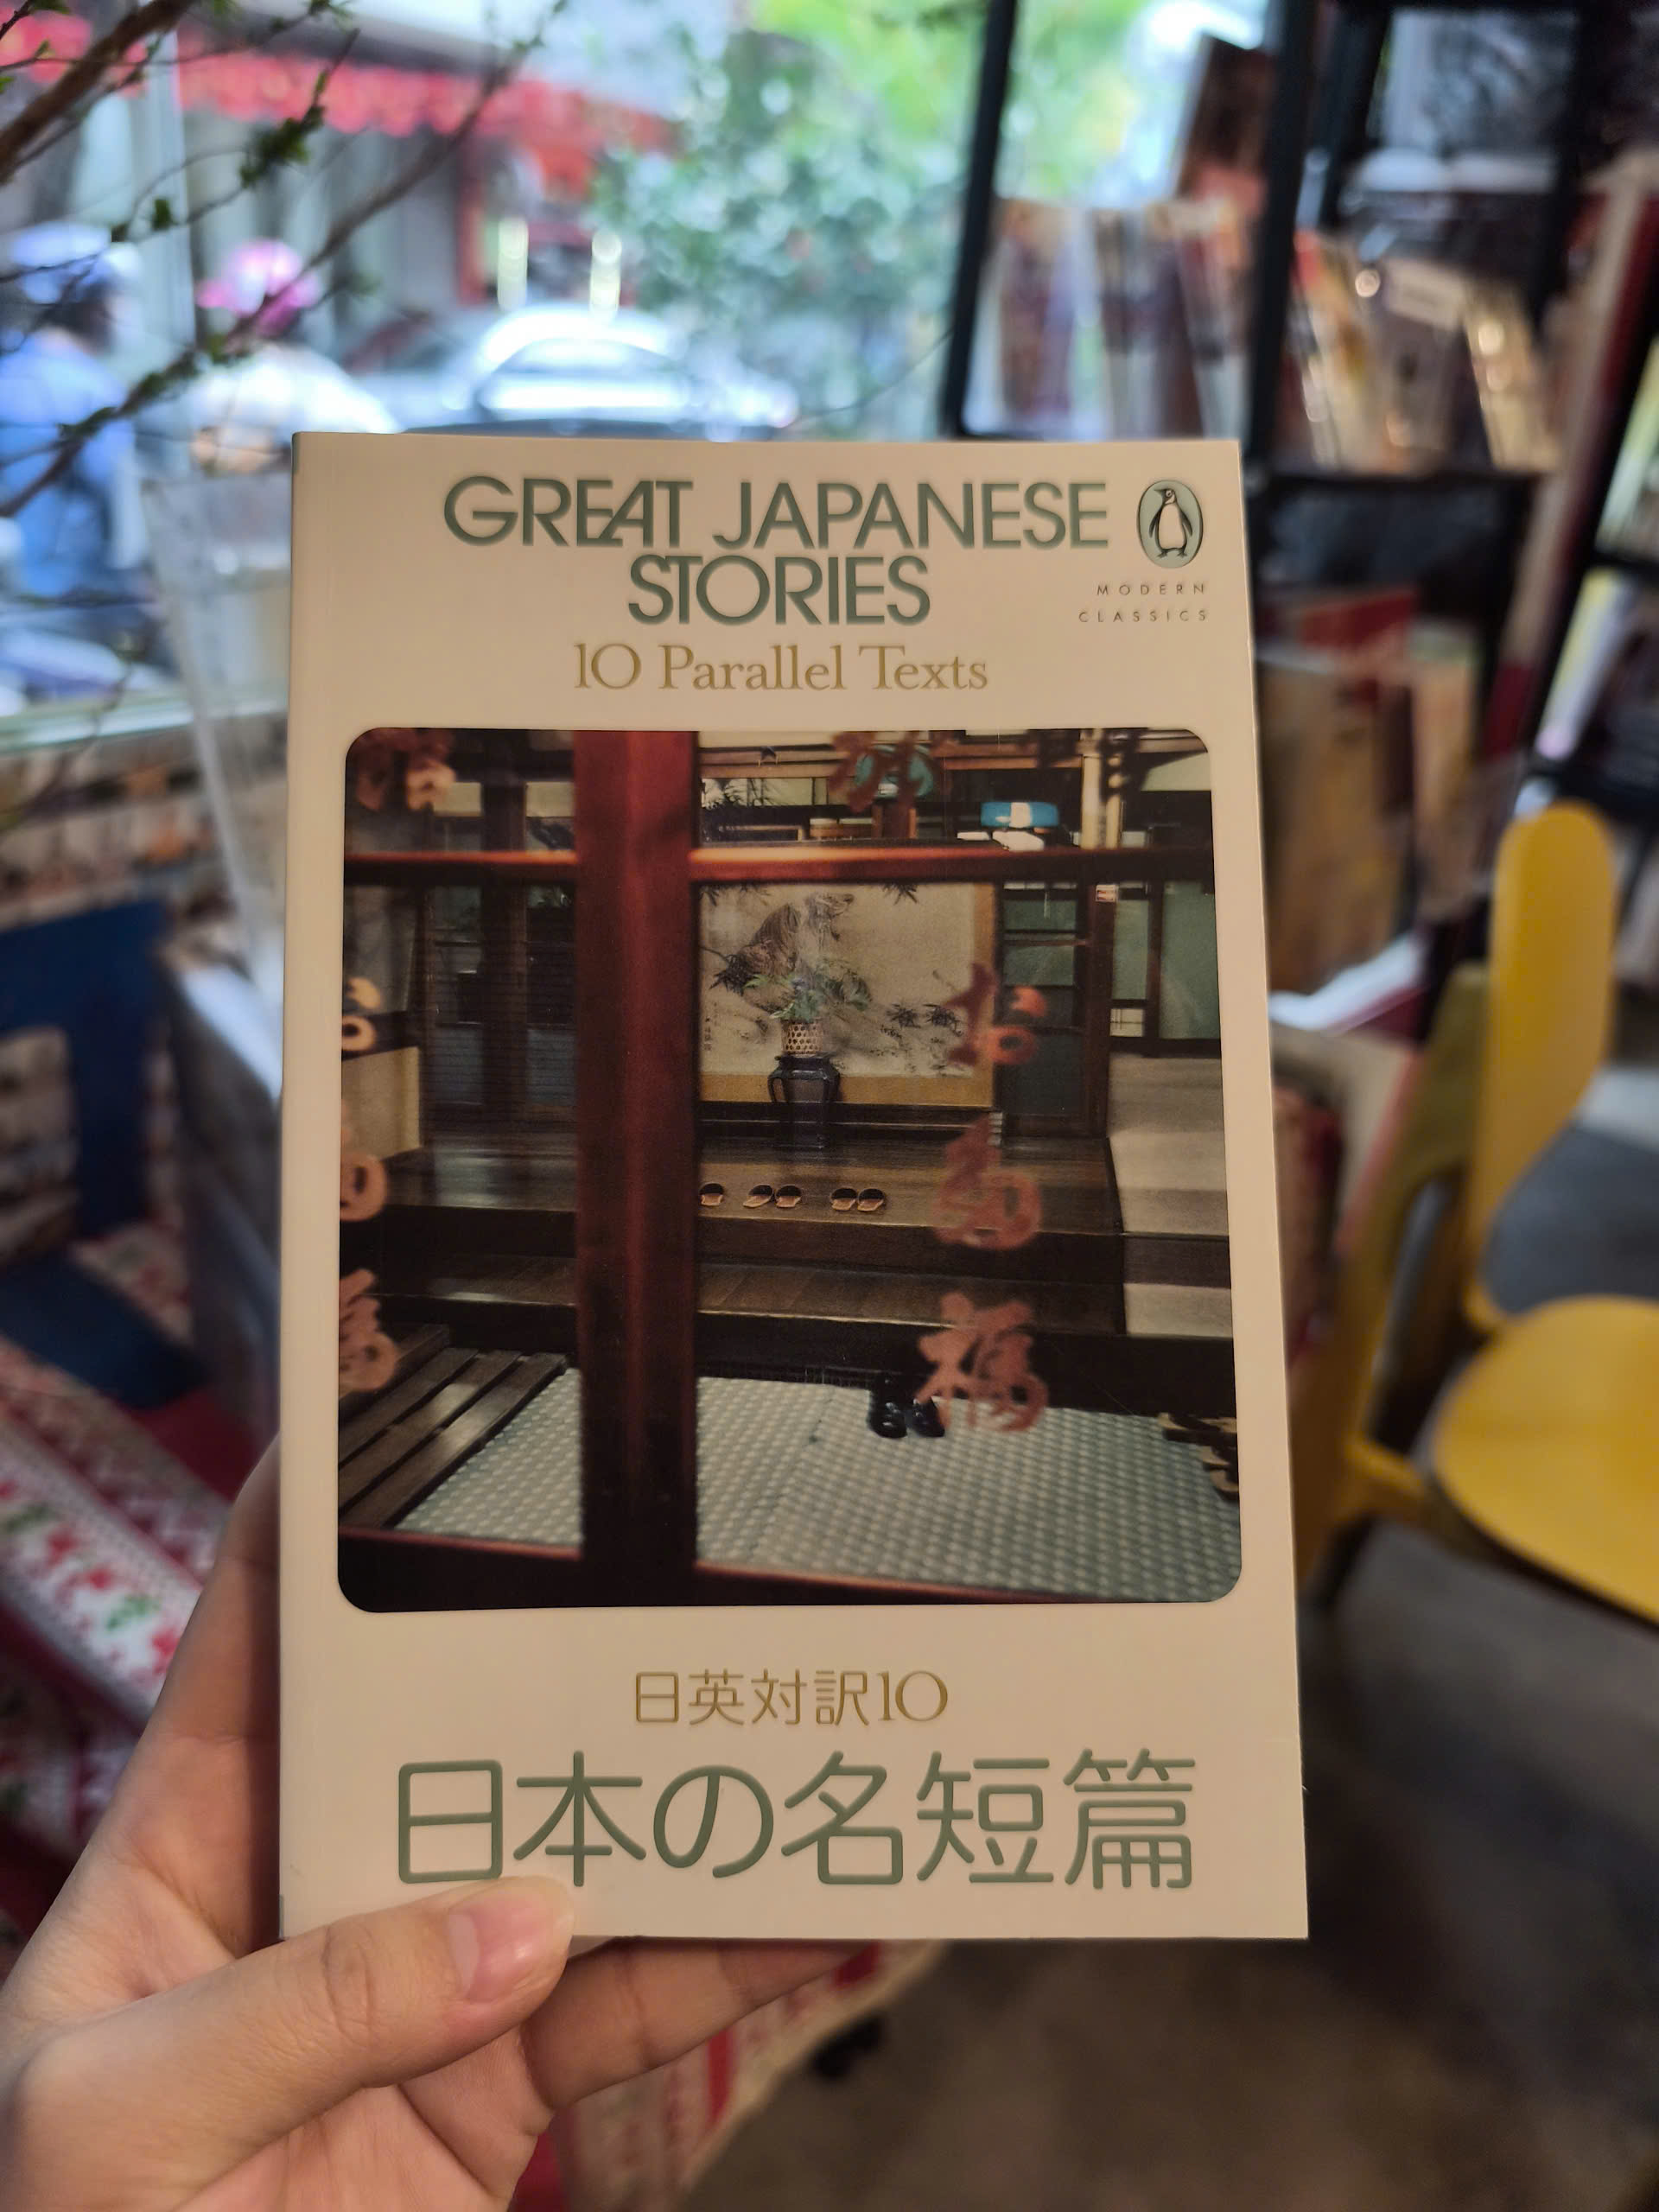 GREAT JAPANESE
STORIES
MODERN
CLASSICS
10 Parallel Texts
福
日英対訳10
日本の名短篇